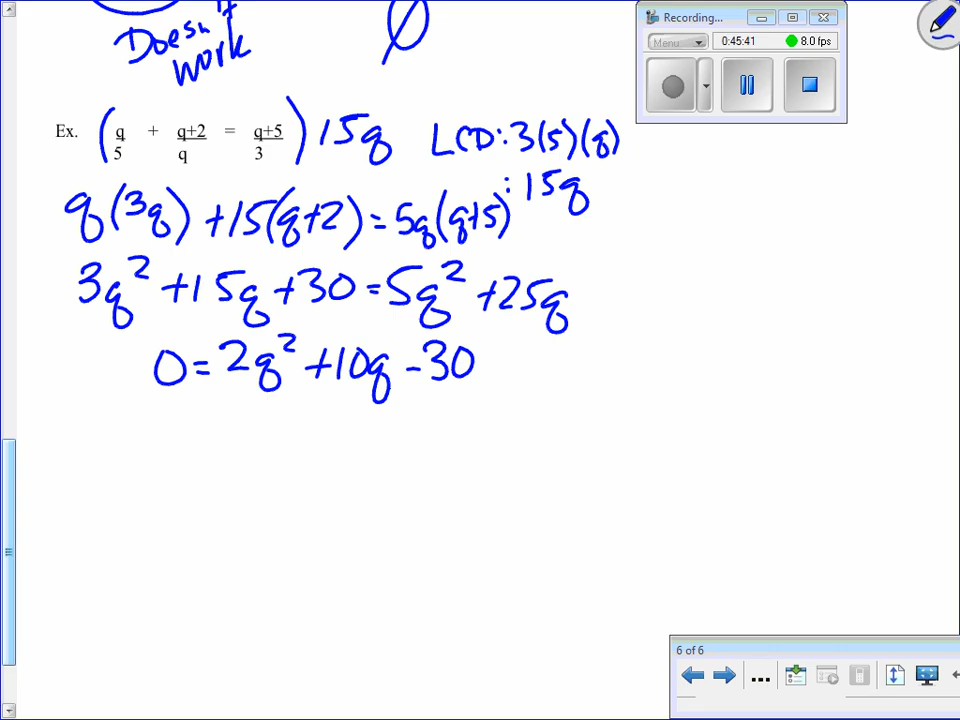 Doesn't
work
∅
Recording...
Menu
0:45:41
8.0 fps
Ex. ( q/5 + q+2/q = q+5/3 ) 15q LCD: 3(5)(q)
: 15q
q(3q) +15(q+2) = 5q(q+5)
3q² +15q +30 = 5q² +25q
0 = 2q² +10q -30
6 of 6